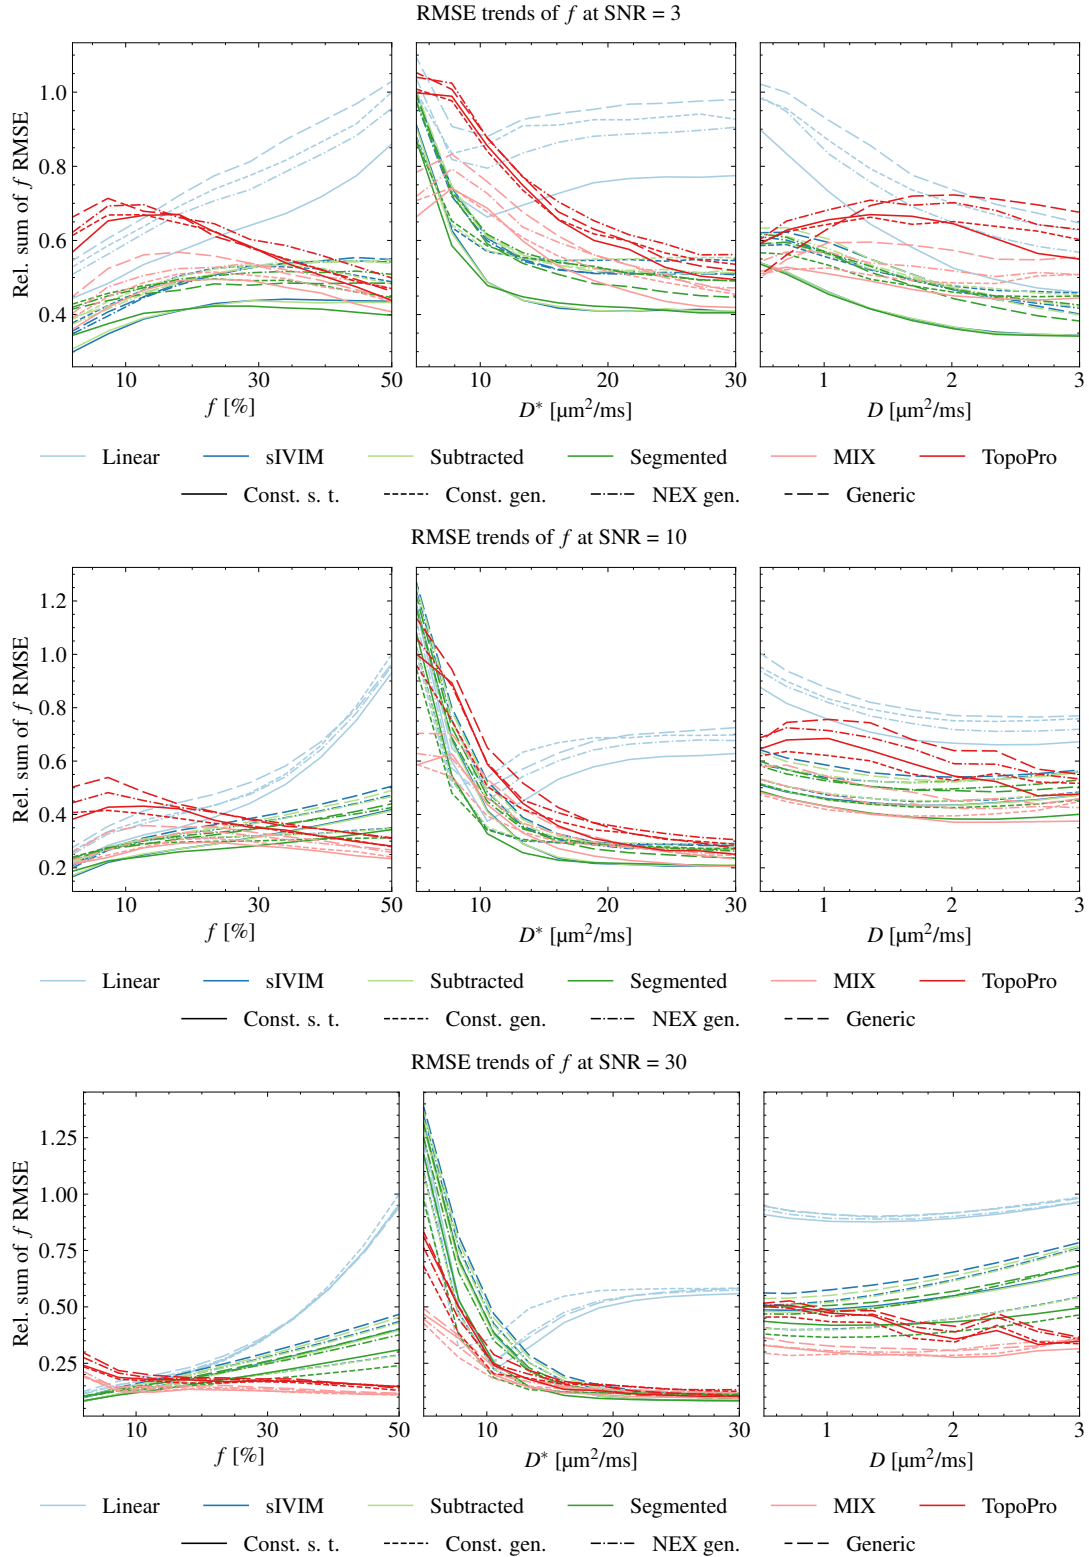 RMSE trends of f at SNR = 3
Rel. sum of f RMSE
1.0
0.8
0.6
0.4
10 30 50
10 20 30
1 2 3
f [%]
D* [µm²/ms]
D [µm²/ms]
Linear sIVIM Subtracted Segmented MIX TopoPro
Const. s. t. Const. gen. NEX gen. Generic
RMSE trends of f at SNR = 10
Rel. sum of f RMSE
1.2
1.0
0.8
0.6
0.4
0.2
10 30 50
10 20 30
1 2 3
f [%]
D* [µm²/ms]
D [µm²/ms]
Linear sIVIM Subtracted Segmented MIX TopoPro
Const. s. t. Const. gen. NEX gen. Generic
RMSE trends of f at SNR = 30
Rel. sum of f RMSE
1.25
1.00
0.75
0.50
0.25
10 30 50
10 20 30
1 2 3
f [%]
D* [µm²/ms]
D [µm²/ms]
Linear sIVIM Subtracted Segmented MIX TopoPro
Const. s. t. Const. gen. NEX gen. Generic